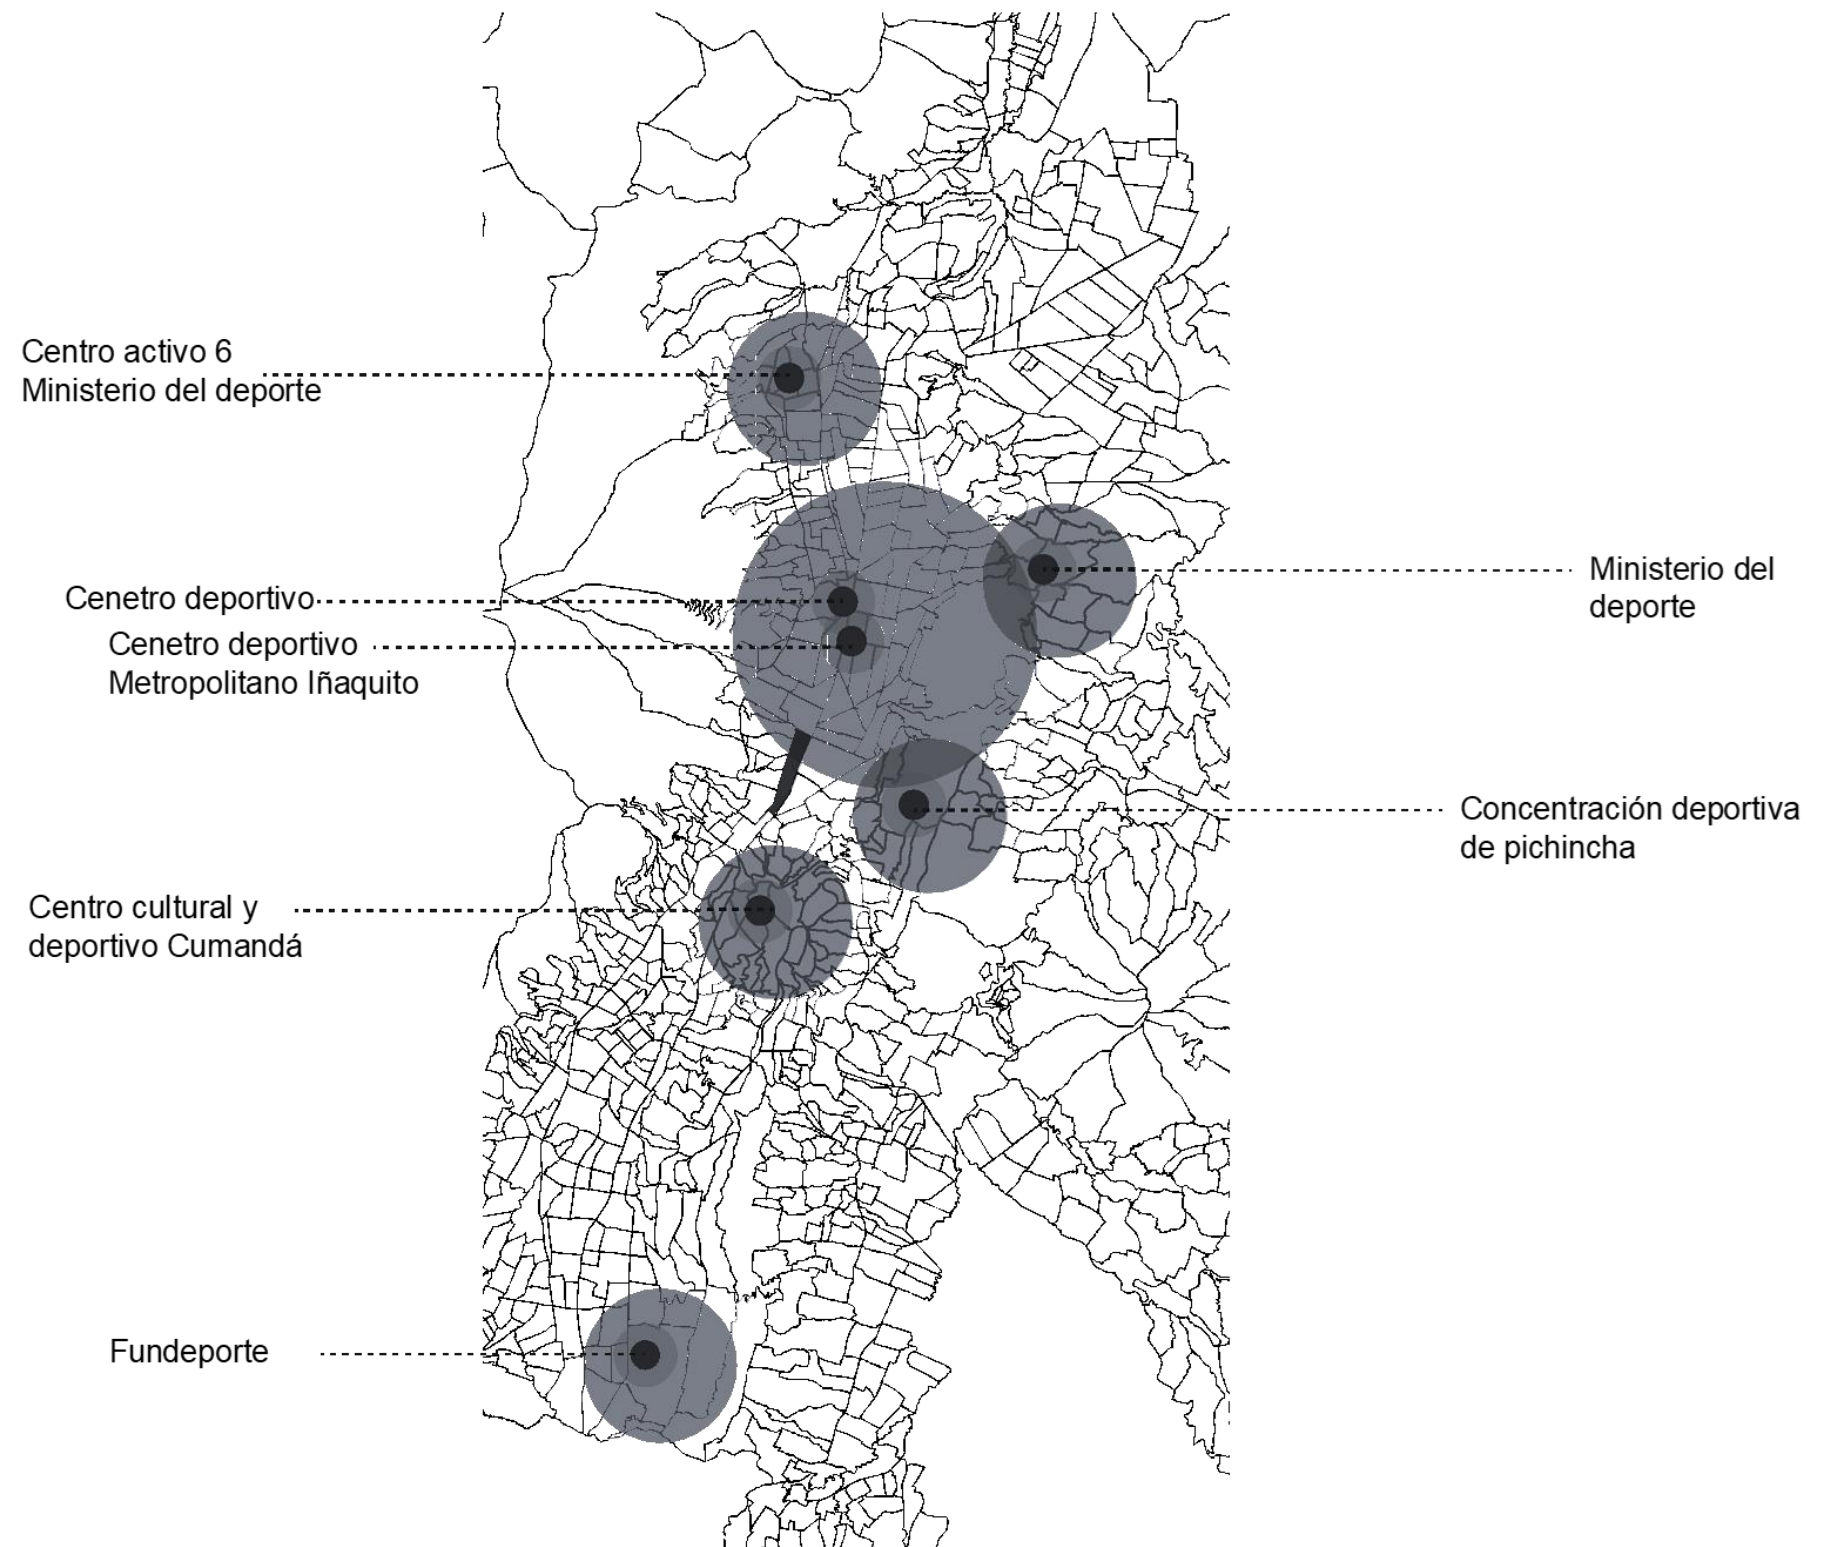 Centro activo 6
Ministerio del deporte
Cenetro deportivo
Cenetro deportivo
Metropolitano Iñaquito
Ministerio del
deporte
Concentración deportiva
de pichincha
Centro cultural y
deportivo Cumandá
Fundeporte